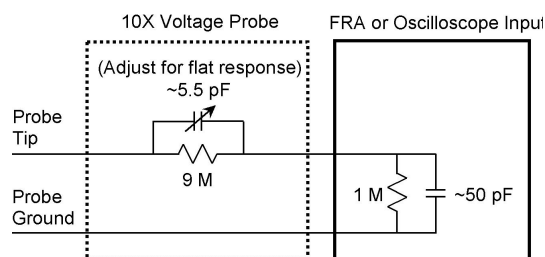 10X Voltage Probe
FRA or Oscilloscope Input
(Adjust for flat response)
~5.5 pF
Probe
Tip
9 M
1 M
~50 pF
Probe
Ground